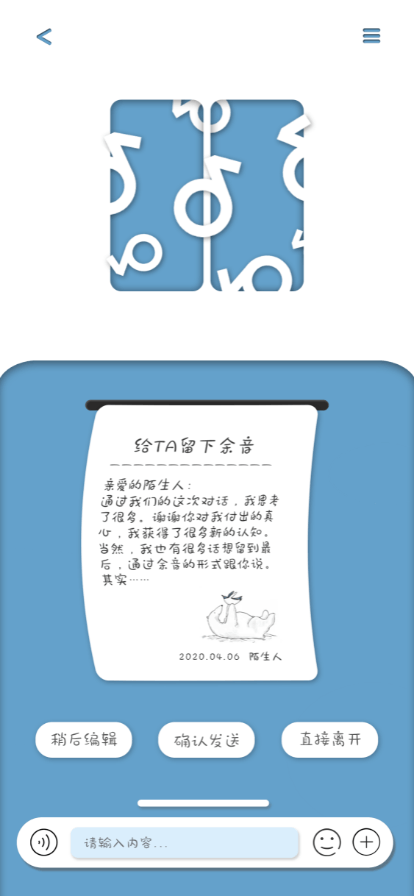 给TA留下余音
亲爱的陌生人：
通过我们的这次对话，我思考
了很多。谢谢你对我付出的真
心，我获得了很多新的认知。
当然，我也有很多话想留到最
后，通过余音的形式跟你说。
其实……
2020.04.06 陌生人
稍后编辑
确认发送
直接离开
请输入内容...